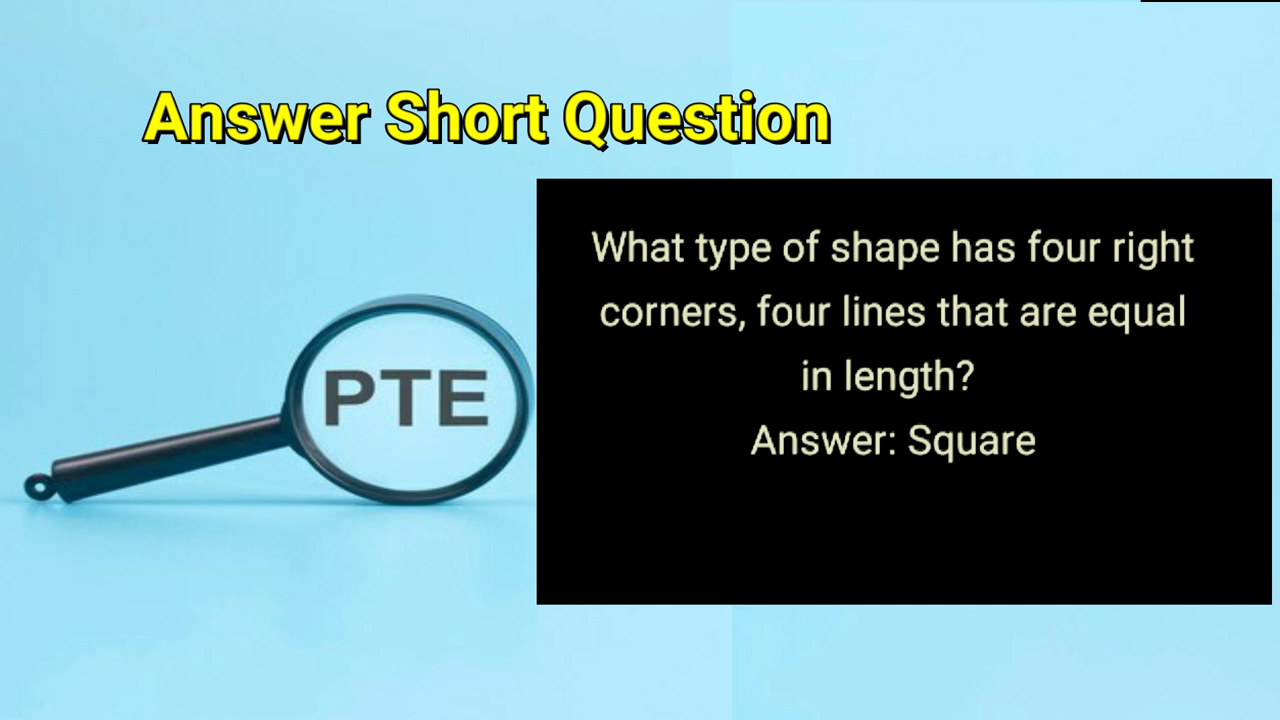 Answer Short Question
PTE
What type of shape has four right
corners, four lines that are equal
in length?
Answer: Square